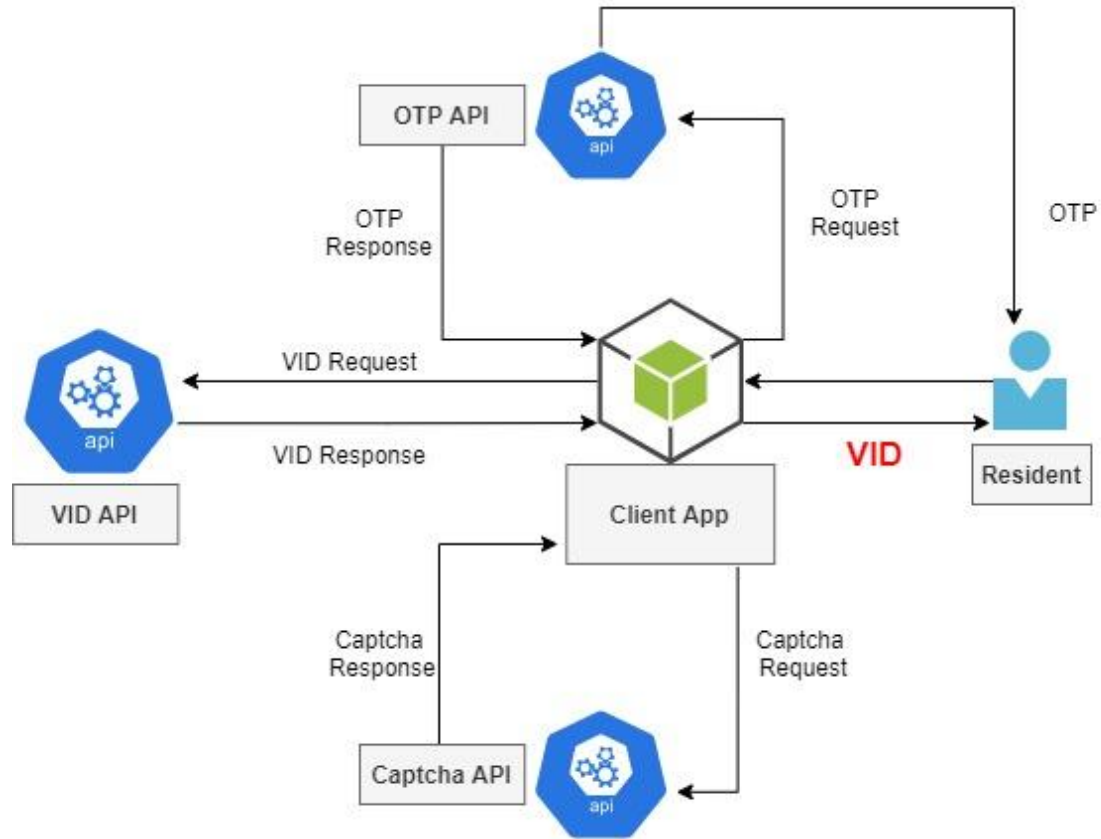 OTP API
api
OTP
Response
OTP
Request
OTP
VID Request
api
VID Response
VID
VID API
Client App
Resident
Captcha
Response
Captcha
Request
Captcha API
api